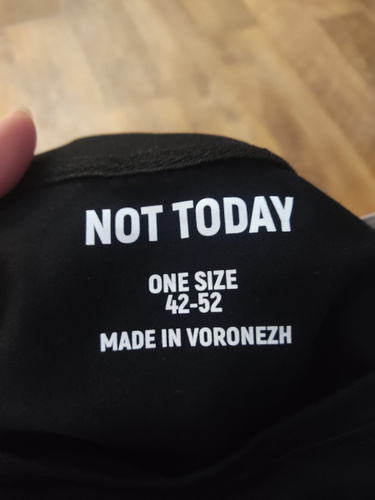 NOT TODAY
ONE SIZE
42-52
MADE IN VORONEZH